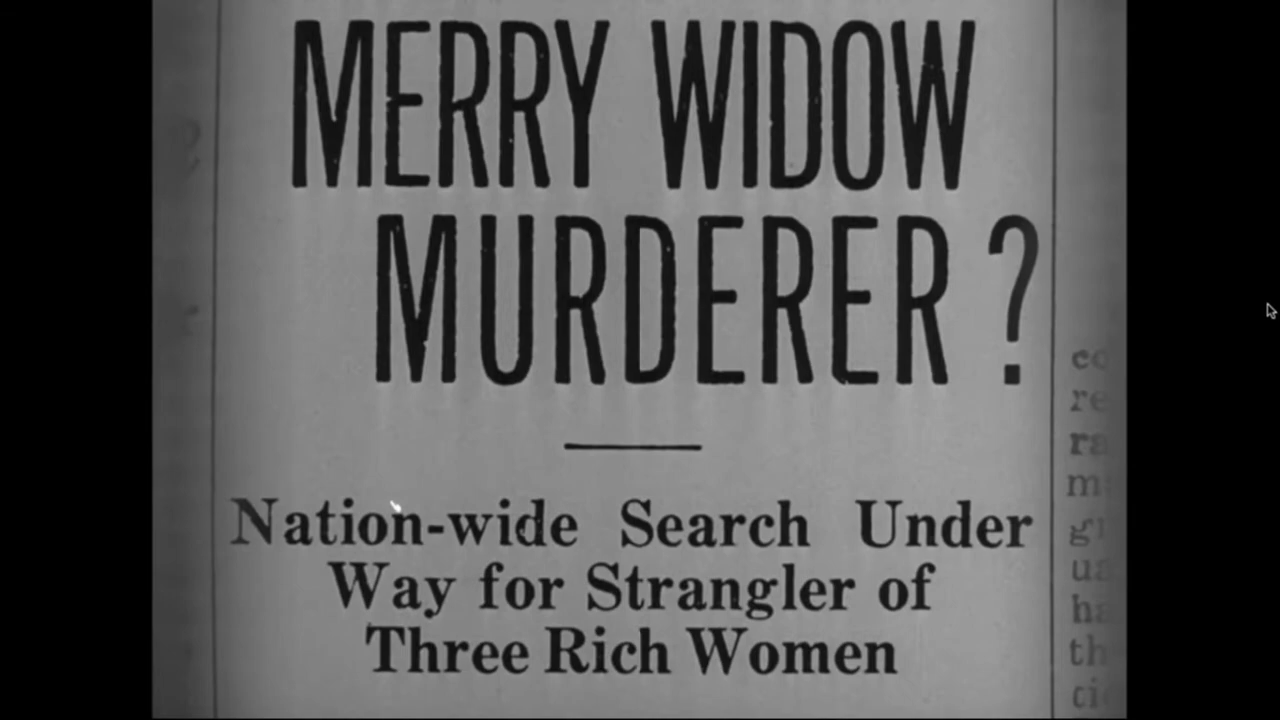 MERRY WIDOW
MURDERER ?
Nation-wide Search Under
Way for Strangler of
Three Rich Women